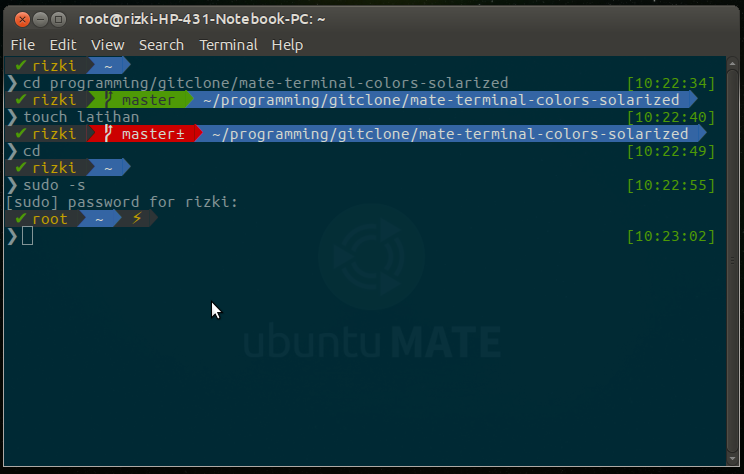 root@rizki-HP-431-Notebook-PC: ~
File Edit View Search Terminal Help
✔ rizki ~
❯ cd programming/gitclone/mate-terminal-colors-solarized [10:22:34]
✔ rizki master ~/programming/gitclone/mate-terminal-colors-solarized
❯ touch latihan [10:22:40]
✔ rizki master± ~/programming/gitclone/mate-terminal-colors-solarized
❯ cd [10:22:49]
✔ rizki ~
❯ sudo -s [10:22:55]
[sudo] password for rizki:
✔ root ~ ⚡
❯ [10:23:02]
ubuntu MATE